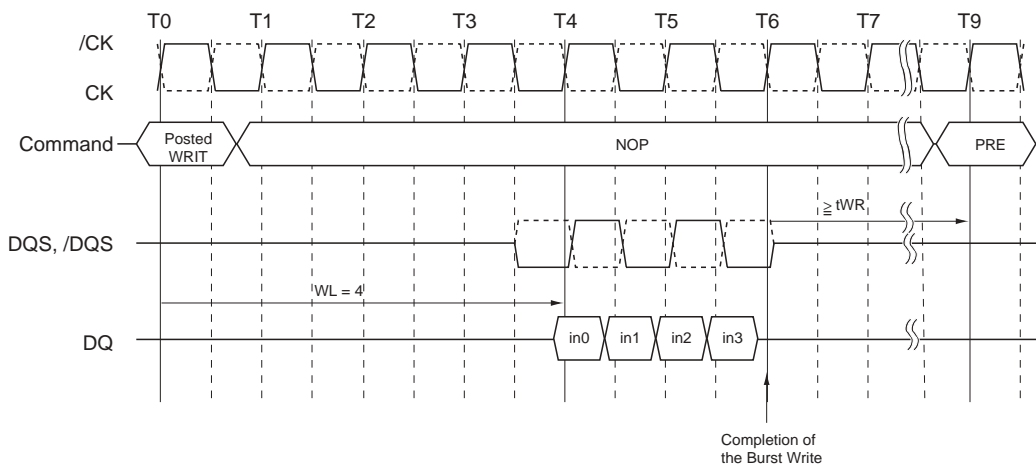 T0 T1 T2 T3 T4 T5 T6 T7 T9
/CK
CK
Command
Posted
WRIT
NOP
PRE
≧ tWR
DQS, /DQS
WL = 4
DQ
in0 in1 in2 in3
Completion of
the Burst Write